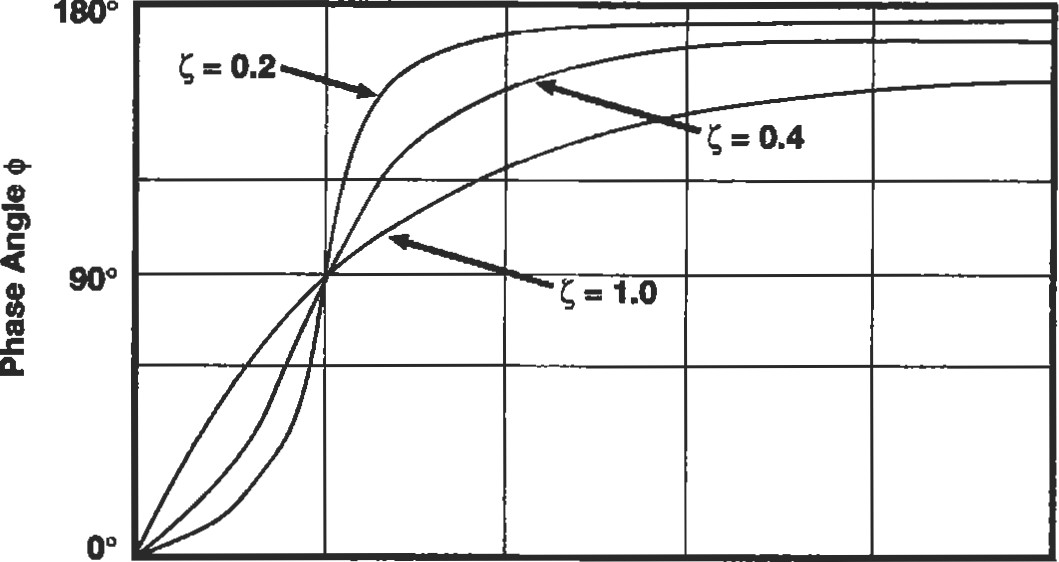 180°
ζ = 0.2
ζ = 0.4
Phase Angle ϕ
90°
ζ = 1.0
0°